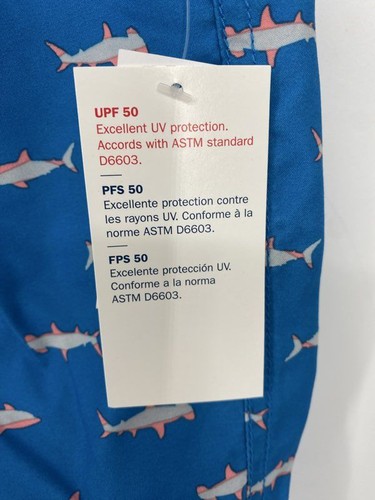 UPF 50
Excellent UV protection.
Accords with ASTM standard
D6603.
PFS 50
Excellente protection contre
les rayons UV. Conforme à la
norme ASTM D6603.
FPS 50
Excelente protección UV.
Conforme a la norma
ASTM D6603.